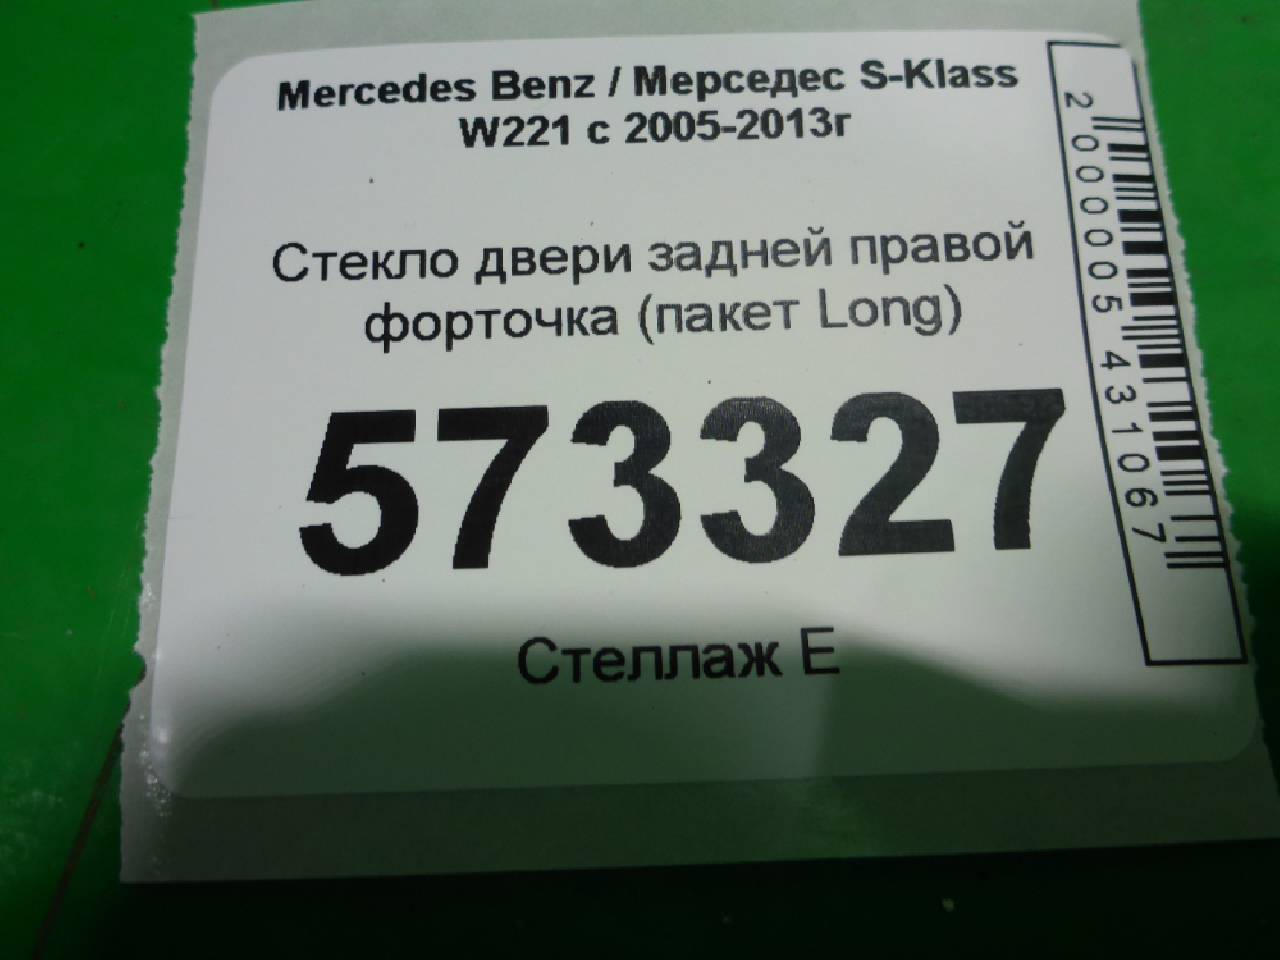 Mercedes Benz / Мерседес S-Klass
W221 с 2005-2013г
Стекло двери задней правой
форточка (пакет Long)
573327
Стеллаж Е
2000005431067